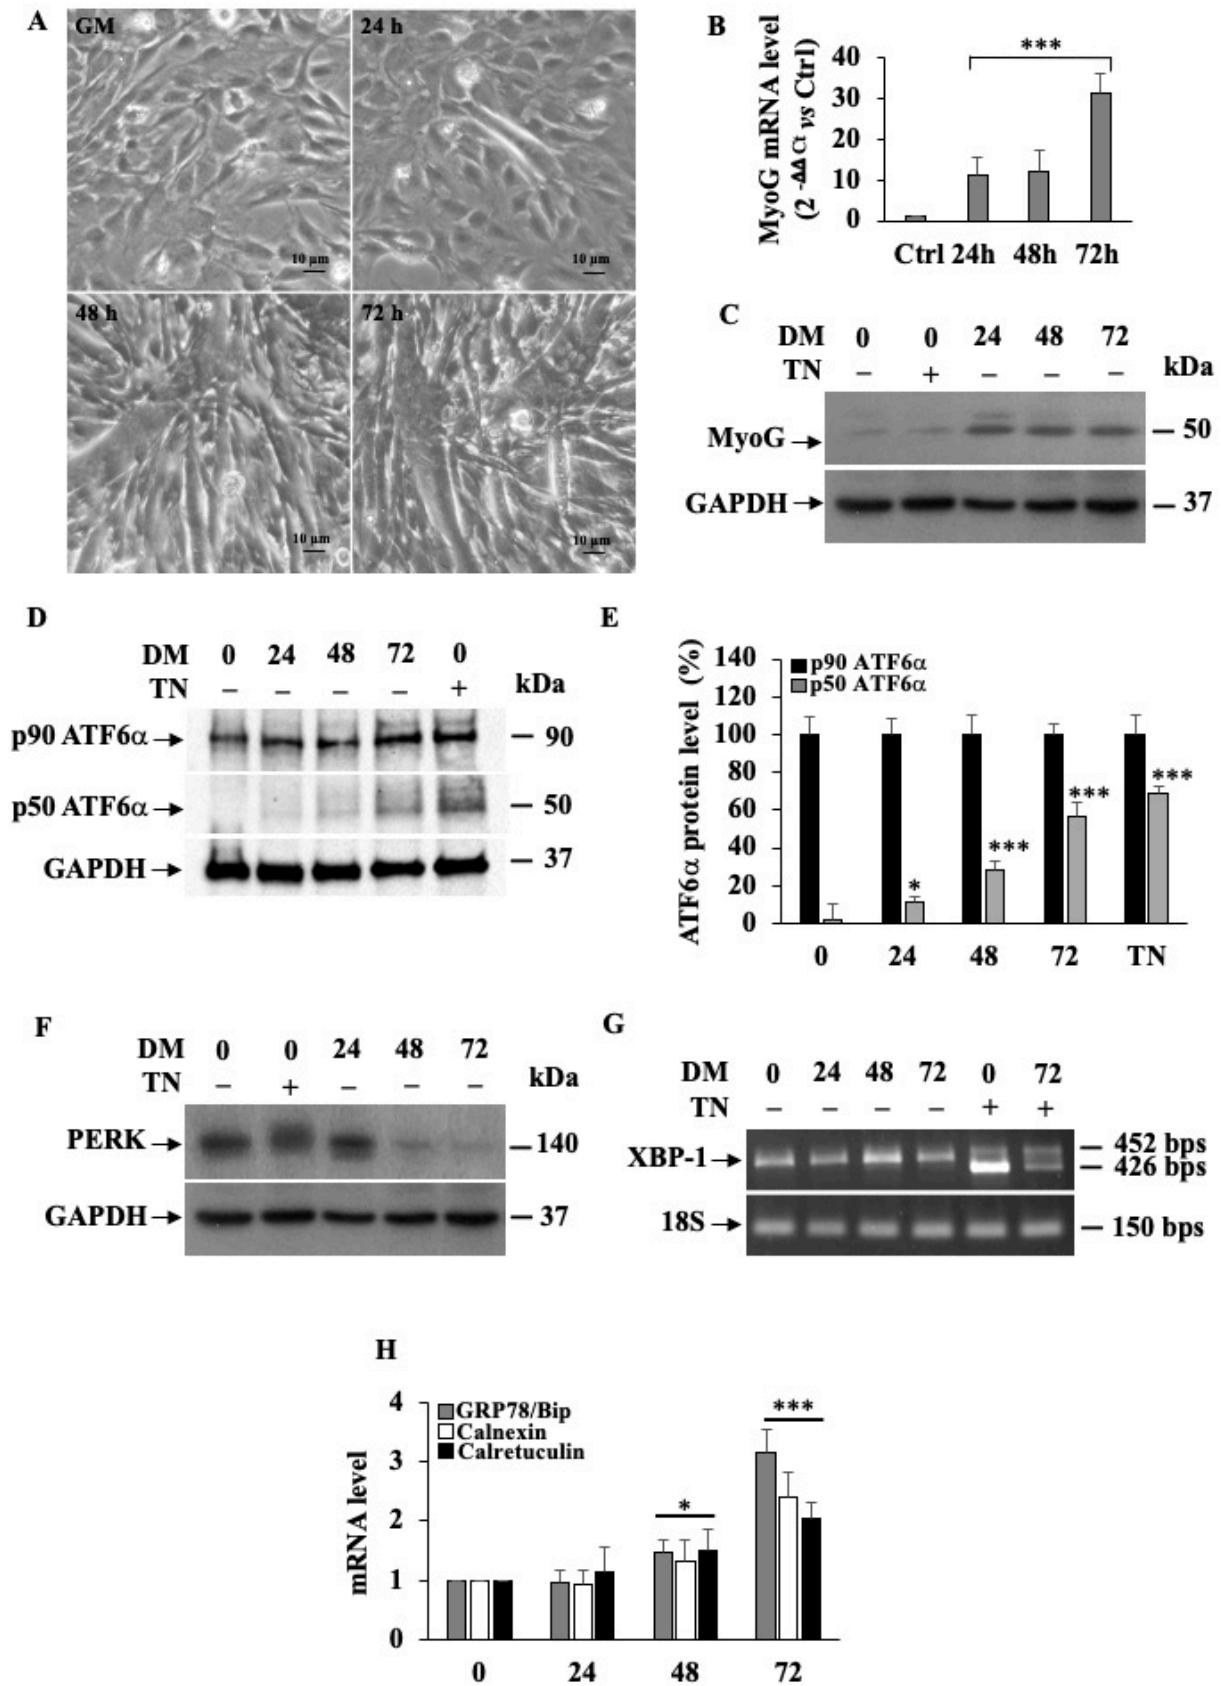 A
GM
24 h
10 µm
10 µm
48 h
72 h
10 µm
10 µm
B
MyoG mRNA level
(2 -ΔΔCt vs Ctrl)
40
30
20
10
0
***
Ctrl 24h 48h 72h
C
DM 0 0 24 48 72
TN – + – – – kDa
MyoG – 50
GAPDH – 37
D
DM 0 24 48 72 0
TN – – – – + kDa
p90 ATF6α – 90
p50 ATF6α – 50
GAPDH – 37
E
ATF6α protein level (%)
140
120
100
80
60
40
20
0
p90 ATF6α
p50 ATF6α
* *** *** ***
0 24 48 72 TN
F
DM 0 0 24 48 72
TN – + – – – kDa
PERK – 140
GAPDH – 37
G
DM 0 24 48 72 0 72
TN – – – – + +
XBP-1 – 452 bps
– 426 bps
18S – 150 bps
H
mRNA level
4
3
2
1
0
GRP78/Bip
Calnexin
Calretuculin
* ***
0 24 48 72